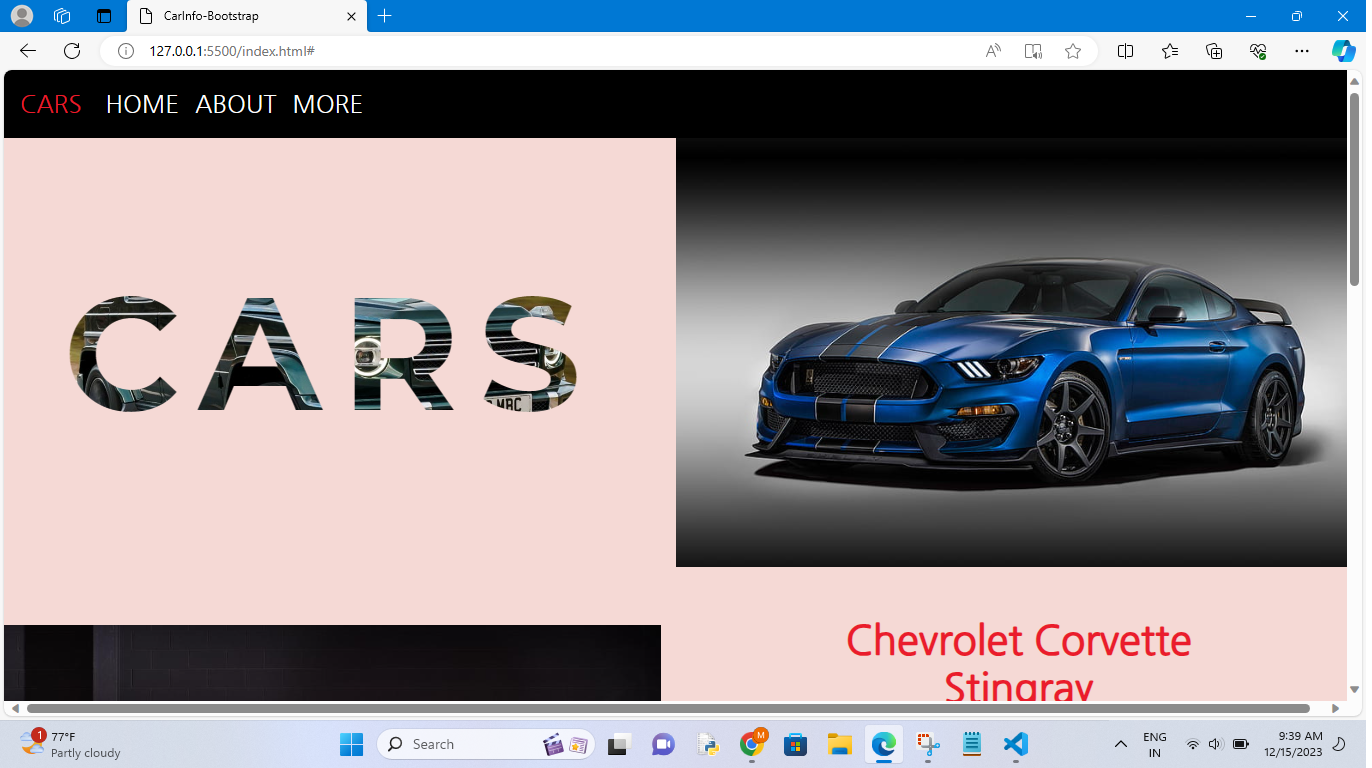 CarInfo-Bootstrap
127.0.0.1:5500/index.html#
CARS HOME ABOUT MORE
CARS
Chevrolet Corvette
Stingray
1
77°F
Partly cloudy
Search
M
ENG
IN
9:39 AM
12/15/2023